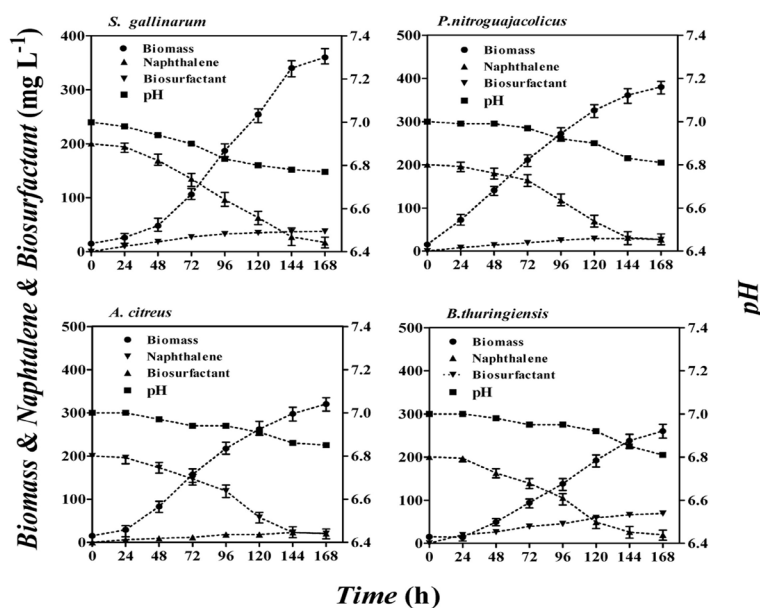 S. gallinarum
400
300
200
100
0
Biomass
Naphthalene
Biosurfactant
pH
7.4
7.2
7.0
6.8
6.6
6.4
0 24 48 72 96 120 144 168
P.nitroguajacolicus
500
400
300
200
100
0
Biomass
Naphthalene
Biosurfactant
pH
7.4
7.2
7.0
6.8
6.6
6.4
0 24 48 72 96 120 144 168
A. citreus
500
400
300
200
100
0
Biomass
Naphthalene
Biosurfactant
pH
7.4
7.2
7.0
6.8
6.6
6.4
0 24 48 72 96 120 144 168
B.thuringiensis
500
400
300
200
100
0
Biomass
Naphthalene
Biosurfactant
pH
7.4
7.2
7.0
6.8
6.6
6.4
0 24 48 72 96 120 144 168
Biomass & Naphtalene & Biosurfactant (mg L-1)
pH
Time (h)